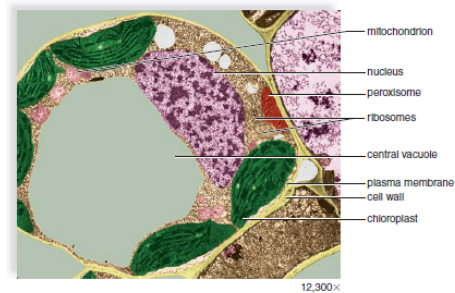 mitochondrion
nucleus
peroxisome
ribosomes
central vacuole
plasma membrane
cell wall
chloroplast
12,300×